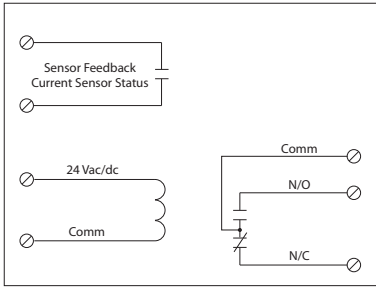 Sensor Feedback
Current Sensor Status
24 Vac/dc
Comm
Comm
N/O
N/C